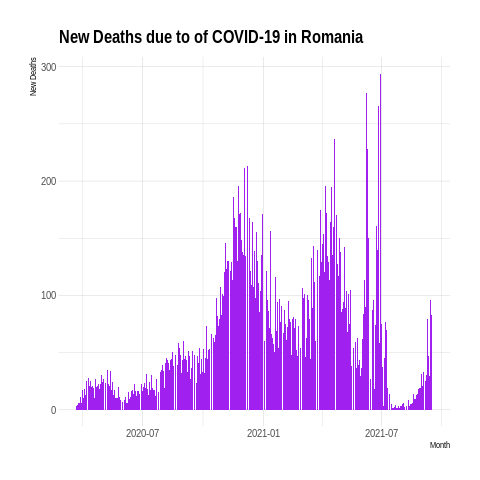 New Deaths due to of COVID-19 in Romania
New Deaths
300
200
100
0
2020-07
2021-01
2021-07
Month